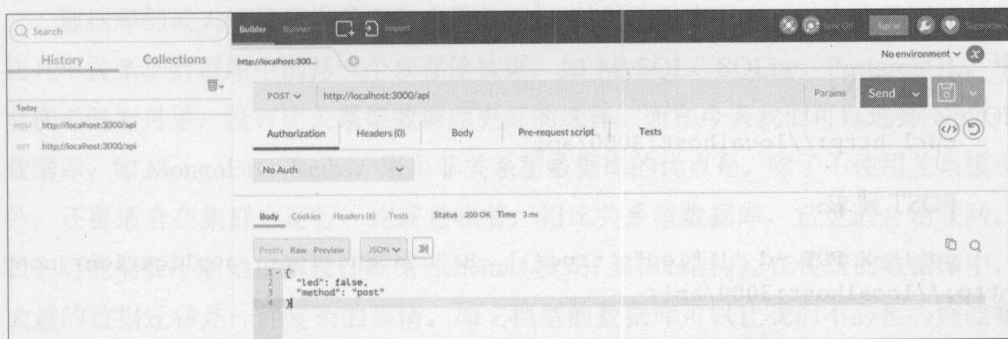 Search
Builder Runner Import Sync Off Sign in
History Collections
http://localhost:300... No environment
POST http://localhost:3000/api Params Send
Today
POST http://localhost:3000/api
GET http://localhost:3000/api
Authorization Headers (0) Body Pre-request script Tests
No Auth
Body Cookies Headers (6) Tests Status 200 OK Time 3 ms
Pretty Raw Preview JSON
1 {
2 "led": false,
3 "method": "post"
4 }